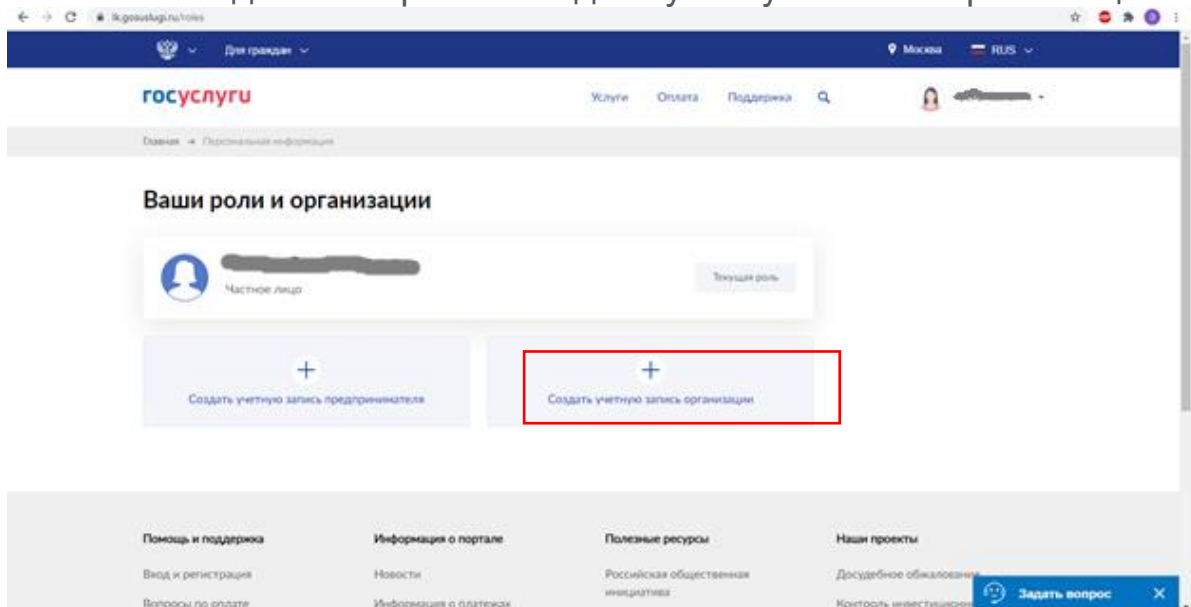 lk.gosuslugi.ru/roles
Для граждан
Москва
RUS
госуслуги
Услуги Оплата Поддержка
Главная → Персональная информация
Ваши роли и организации
Частное лицо
Текущая роль
Создать учетную запись предпринимателя
Создать учетную запись организации
Помощь и поддержка
Информация о портале
Полезные ресурсы
Наши проекты
Вход и регистрация
Новости
Российская общественная
инициатива
Досудебное обжалование
Вопросы по оплате
Информация о платежах
Контроль
Задать вопрос